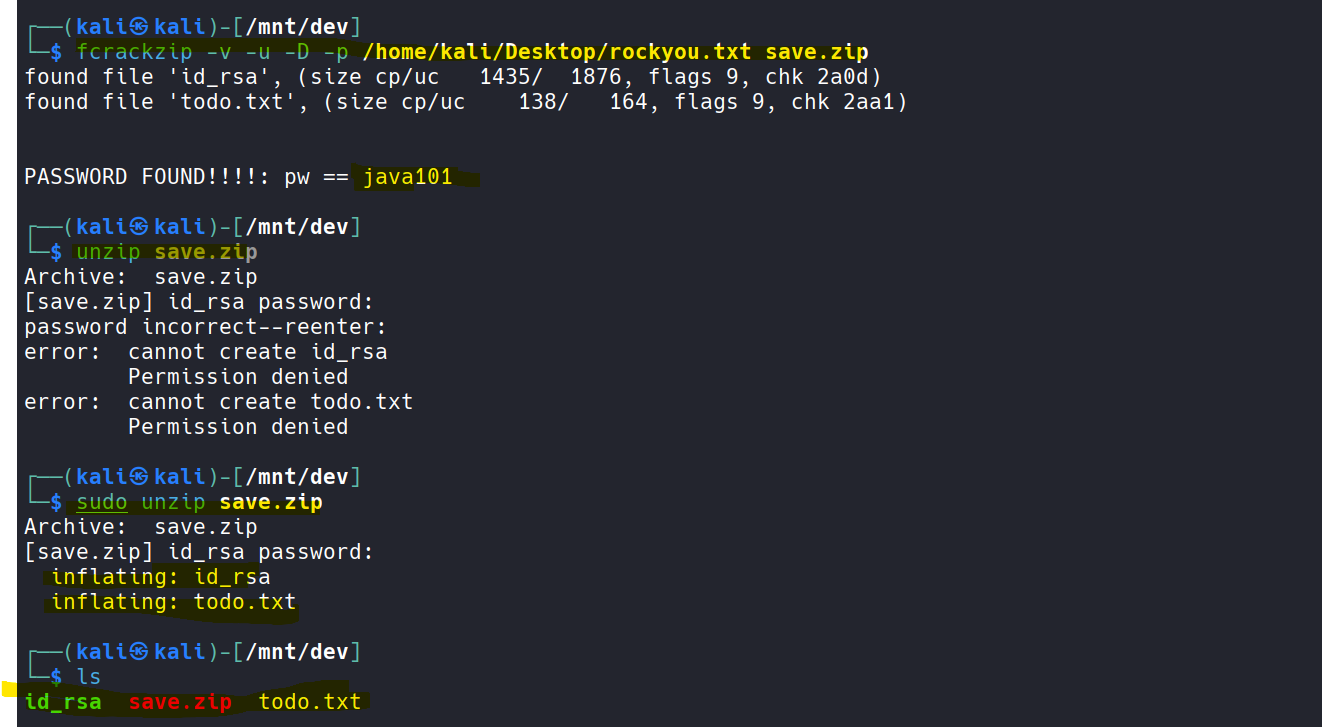 ┌──(kali㉿kali)-[/mnt/dev]
└─$ fcrackzip -v -u -D -p /home/kali/Desktop/rockyou.txt save.zip
found file 'id_rsa', (size cp/uc   1435/  1876, flags 9, chk 2a0d)
found file 'todo.txt', (size cp/uc    138/   164, flags 9, chk 2aa1)
PASSWORD FOUND!!!!: pw == java101
┌──(kali㉿kali)-[/mnt/dev]
└─$ unzip save.zip
Archive:  save.zip
[save.zip] id_rsa password:
password incorrect--reenter:
error:  cannot create id_rsa
        Permission denied
error:  cannot create todo.txt
        Permission denied
┌──(kali㉿kali)-[/mnt/dev]
└─$ sudo unzip save.zip
Archive:  save.zip
[save.zip] id_rsa password:
  inflating: id_rsa
  inflating: todo.txt
┌──(kali㉿kali)-[/mnt/dev]
└─$ ls
id_rsa  save.zip  todo.txt